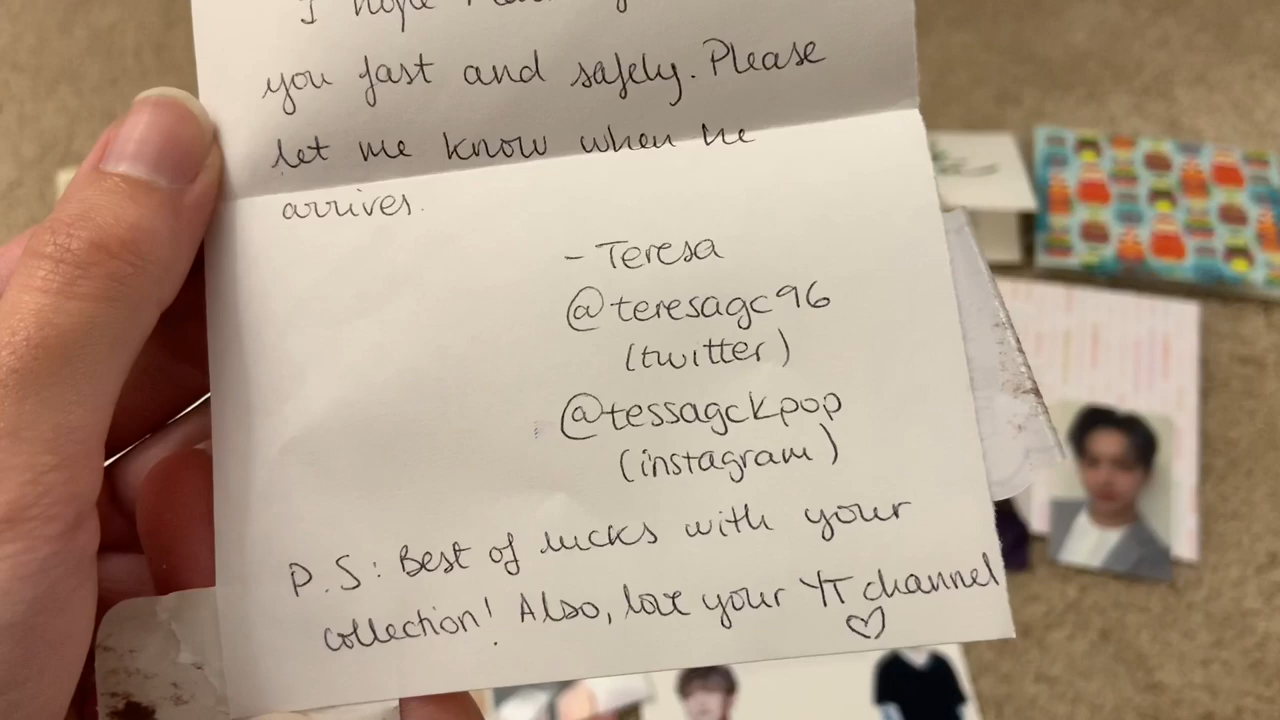 I hope
you fast and safely. Please
let me know when he
arrives.
- Teresa
@teresagc96
(twitter)
@tessagckpop
(instagram)
P.S: Best of lucks with your
collection! Also, love your YT channel
♡